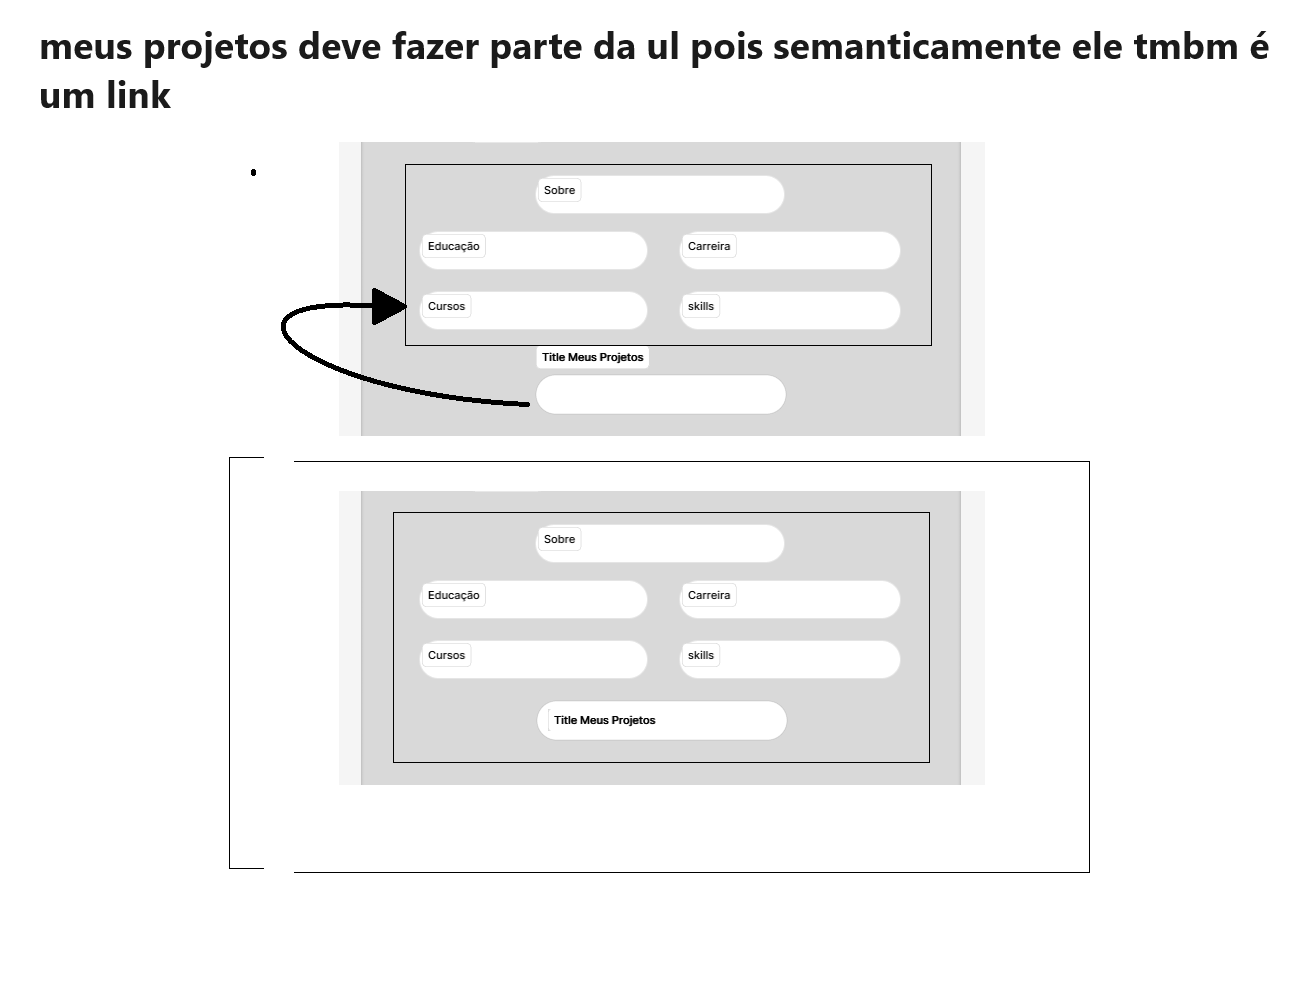 meus projetos deve fazer parte da ul pois semanticamente ele tmbm é
um link
Sobre
Educação
Carreira
Cursos
skills
Title Meus Projetos
Sobre
Educação
Carreira
Cursos
skills
Title Meus Projetos